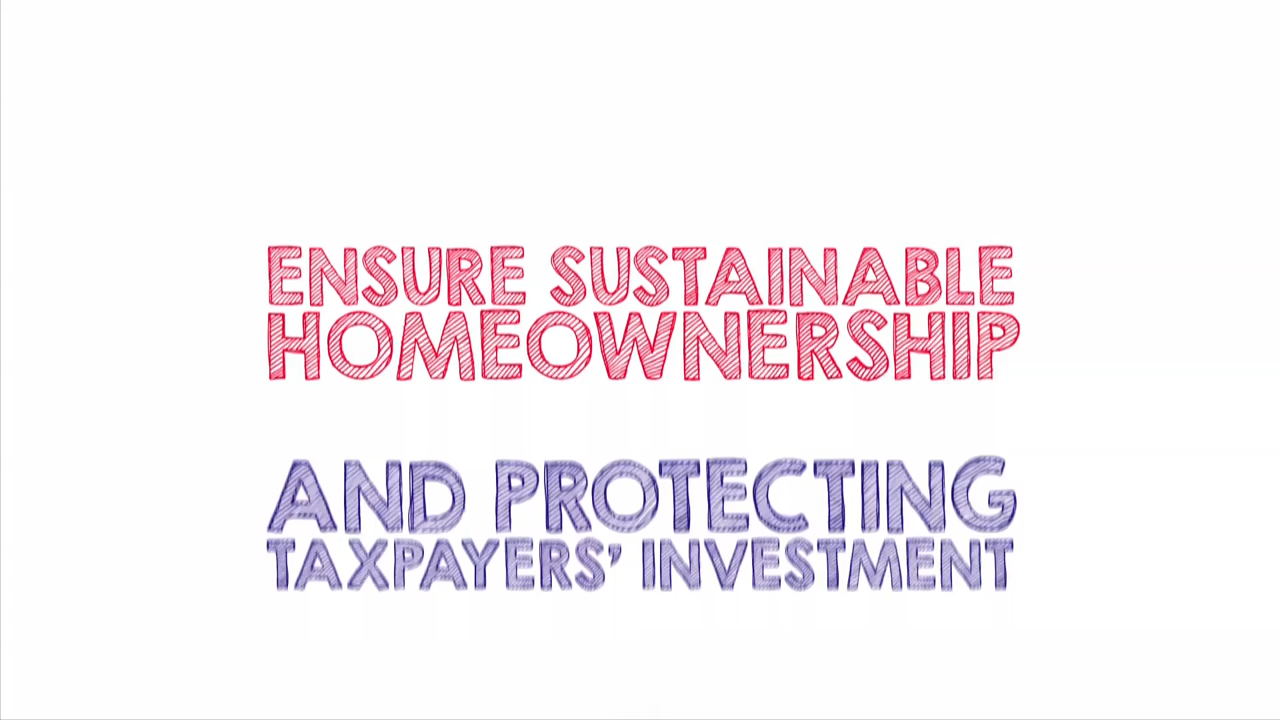 ENSURE SUSTAINABLE
HOMEOWNERSHIP
AND PROTECTING
TAXPAYERS’ INVESTMENT